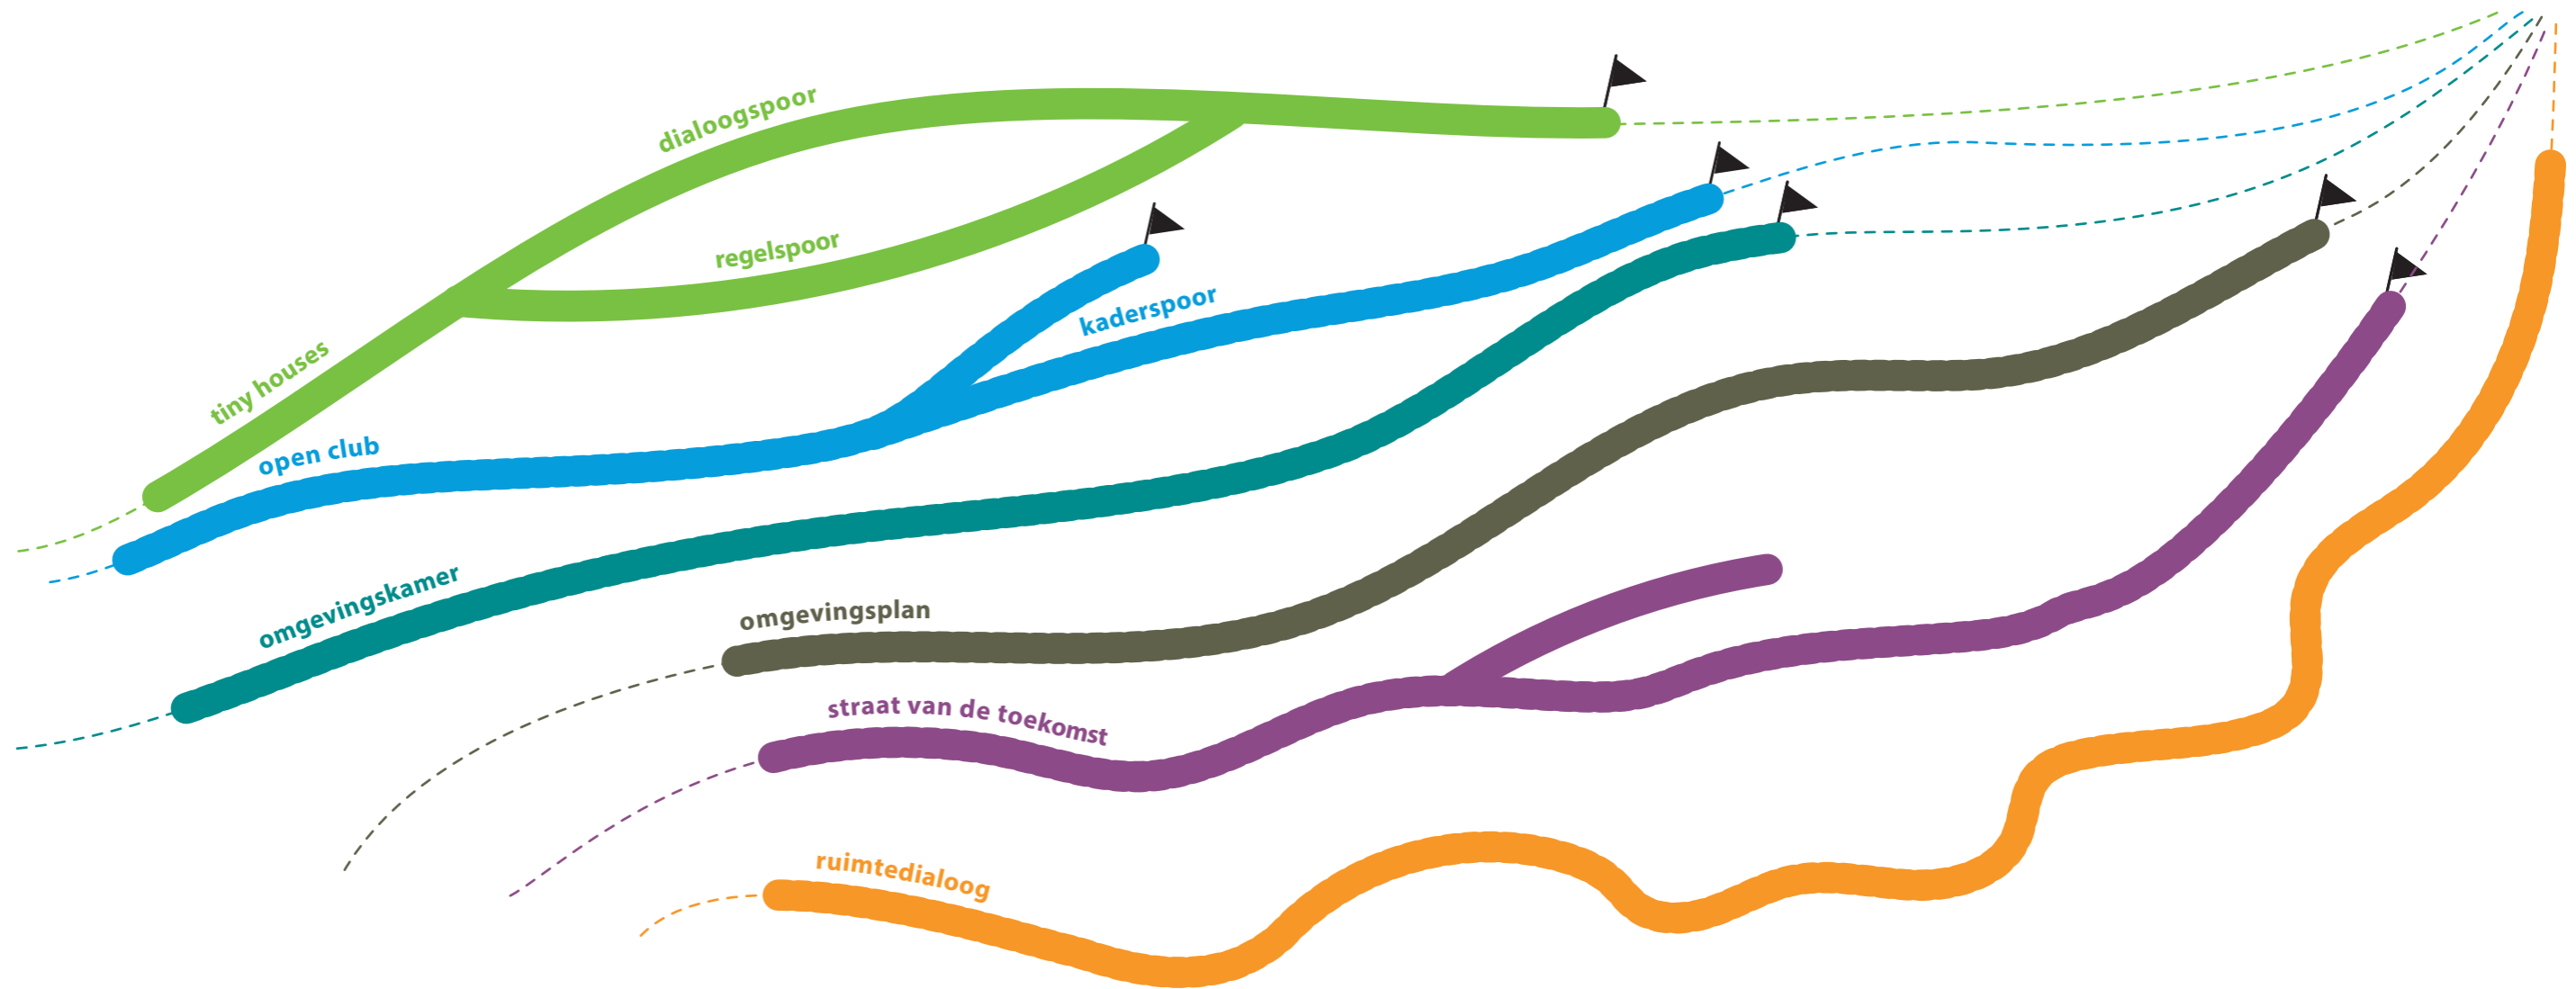 dialoogspoor
regelspoor
kaderspoor
tiny houses
open club
omgevingskamer
omgevingsplan
straat van de toekomst
ruimtedialoog